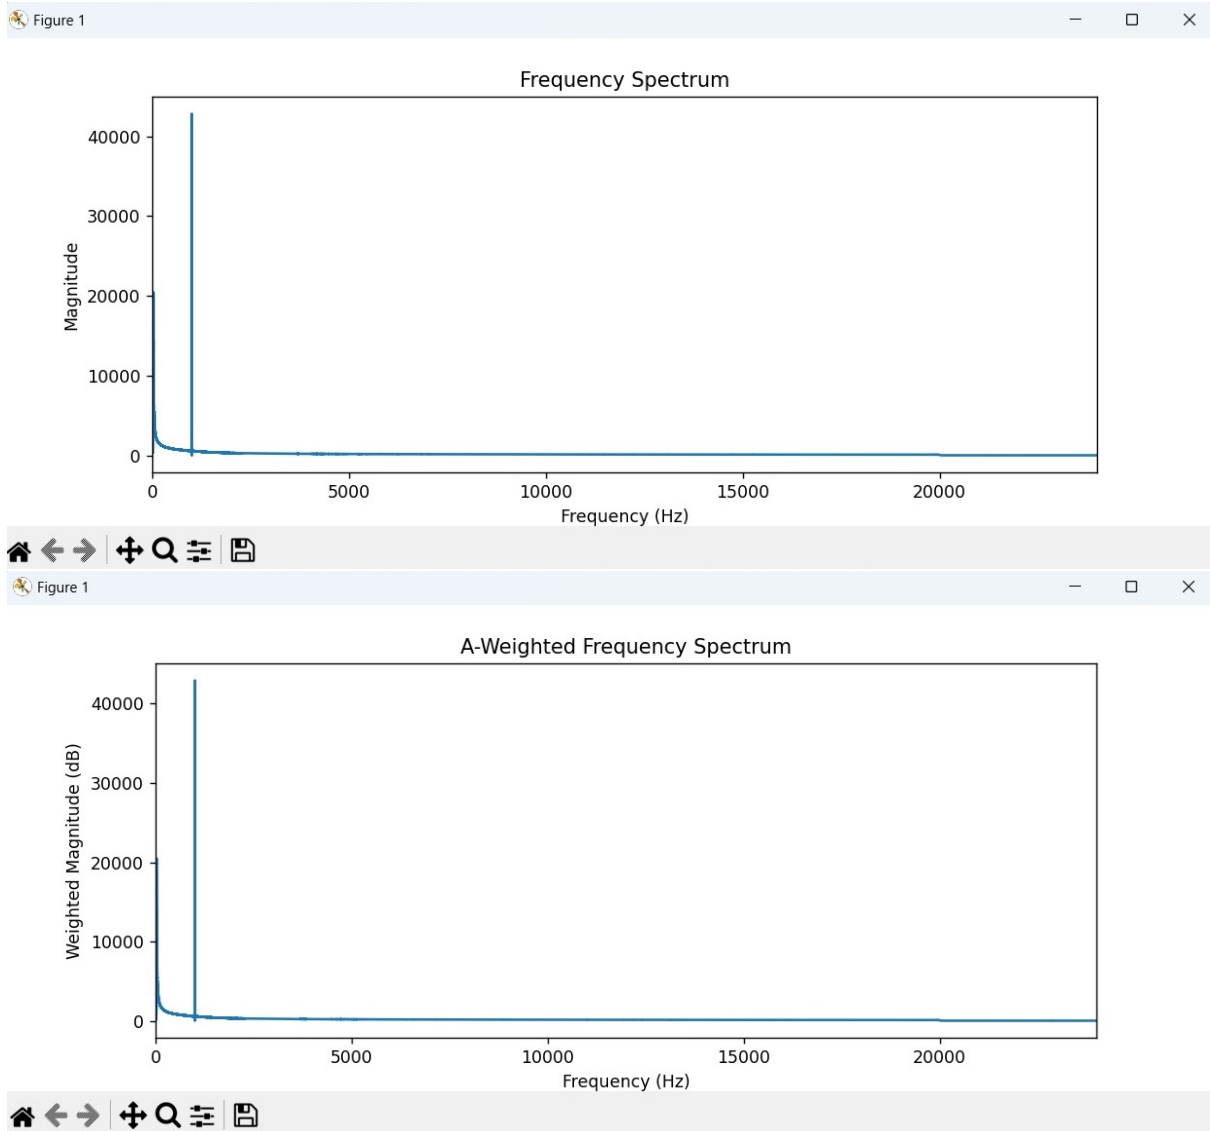 Figure 1
Frequency Spectrum
40000
30000
20000
10000
0
Magnitude
0 5000 10000 15000 20000
Frequency (Hz)
Figure 1
A-Weighted Frequency Spectrum
40000
30000
20000
10000
0
Weighted Magnitude (dB)
0 5000 10000 15000 20000
Frequency (Hz)